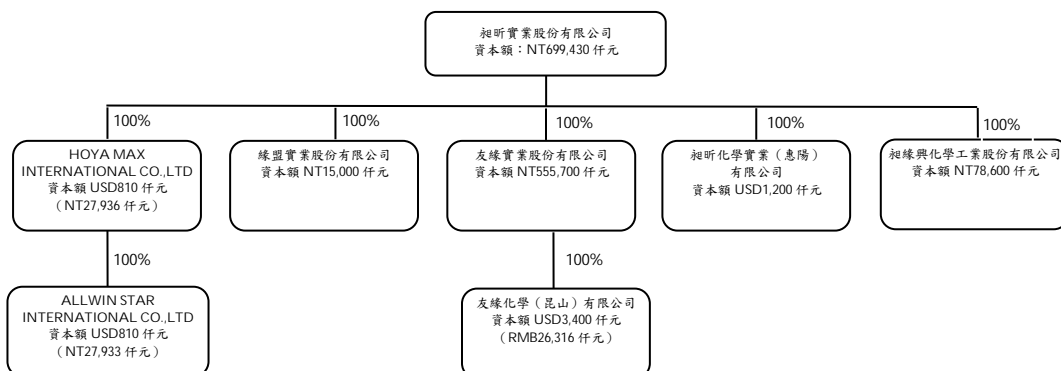 昶昕實業股份有限公司
資本額：NT699,430 仟元
100%
100%
100%
100%
100%
HOYA MAX
INTERNATIONAL CO.,LTD
資本額 USD810 仟元
（NT27,936 仟元）
緣盟實業股份有限公司
資本額 NT15,000 仟元
友緣實業股份有限公司
資本額 NT555,700 仟元
昶昕化學實業（惠陽）
有限公司
資本額 USD1,200 仟元
昶緣興化學工業股份有限公司
資本額 NT78,600 仟元
100%
100%
ALLWIN STAR
INTERNATIONAL CO.,LTD
資本額 USD810 仟元
（NT27,933 仟元）
友緣化學（昆山）有限公司
資本額 USD3,400 仟元
（RMB26,316 仟元）